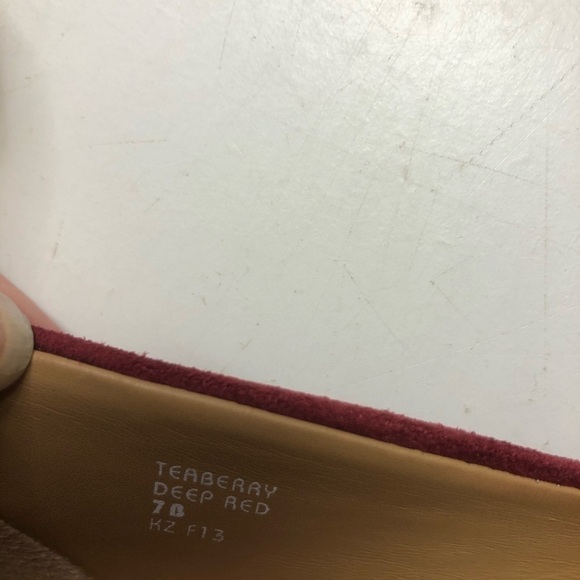 TEABERRY
DEEP RED
7B
KZ F13